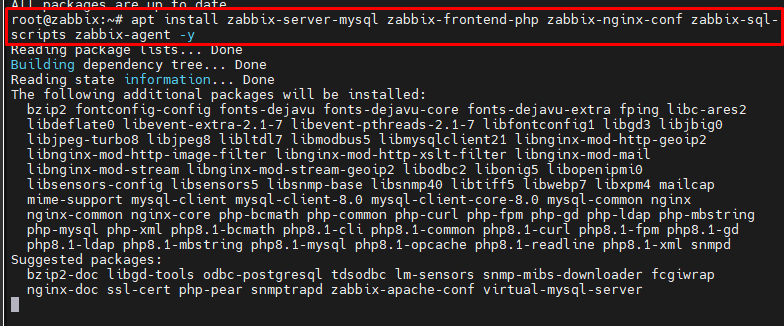 All packages are up to date.
root@zabbix:~# apt install zabbix-server-mysql zabbix-frontend-php zabbix-nginx-conf zabbix-sql-
scripts zabbix-agent -y
Reading package lists... Done
Building dependency tree... Done
Reading state information... Done
The following additional packages will be installed:
bzip2 fontconfig-config fonts-dejavu fonts-dejavu-core fonts-dejavu-extra fping libc-ares2
libdeflate0 libevent-extra-2.1-7 libevent-pthreads-2.1-7 libfontconfig1 libgd3 libjbig0
libjpeg-turbo8 libjpeg8 libltdl7 libmodbus5 libmysqlclient21 libnginx-mod-http-geoip2
libnginx-mod-http-image-filter libnginx-mod-http-xslt-filter libnginx-mod-mail
libnginx-mod-stream libnginx-mod-stream-geoip2 libodbc2 libonig5 libopenipmi0
libsensors-config libsensors5 libsnmp-base libsnmp40 libtiff5 libwebp7 libxpm4 mailcap
mime-support mysql-client mysql-client-8.0 mysql-client-core-8.0 mysql-common nginx
nginx-common nginx-core php-bcmath php-common php-curl php-fpm php-gd php-ldap php-mbstring
php-mysql php-xml php8.1-bcmath php8.1-cli php8.1-common php8.1-curl php8.1-fpm php8.1-gd
php8.1-ldap php8.1-mbstring php8.1-mysql php8.1-opcache php8.1-readline php8.1-xml snmpd
Suggested packages:
bzip2-doc libgd-tools odbc-postgresql tdsodbc lm-sensors snmp-mibs-downloader fcgiwrap
nginx-doc ssl-cert php-pear snmptrapd zabbix-apache-conf virtual-mysql-server